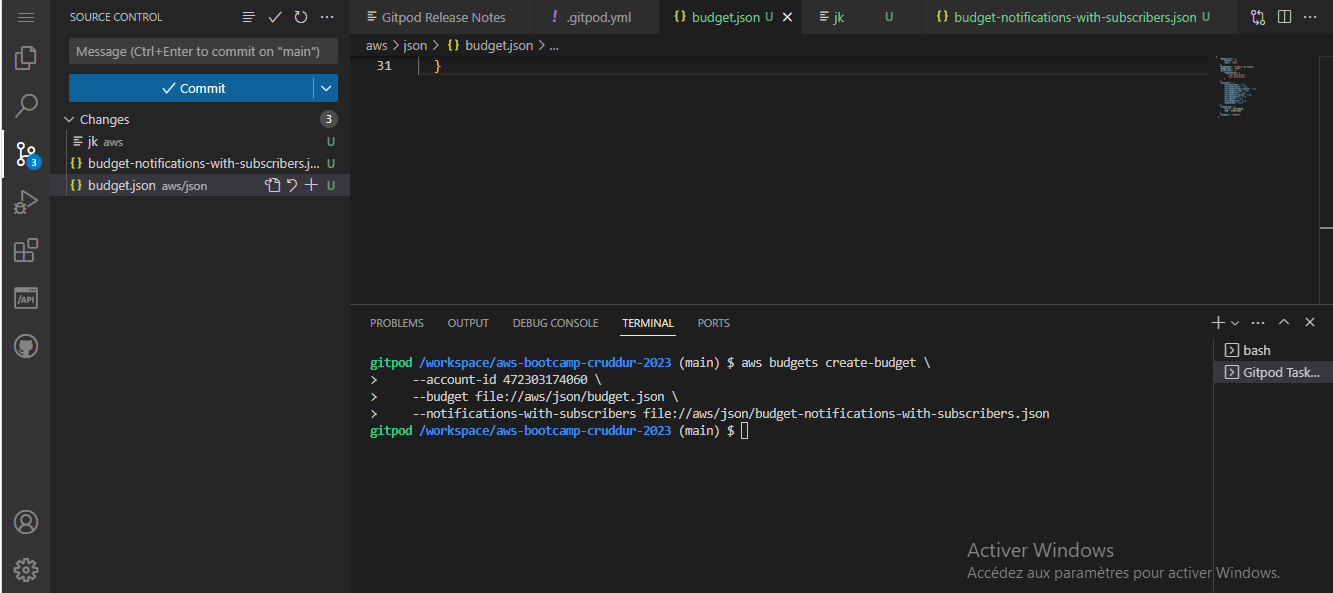 SOURCE CONTROL
Message (Ctrl+Enter to commit on "main")
Commit
Changes 3
jk aws U
budget-notifications-with-subscribers.j... U
budget.json aws/json U
3
/API
Gitpod Release Notes
! .gitpod.yml
{} budget.json U
jk U
{} budget-notifications-with-subscribers.json U
aws > json > {} budget.json > ...
31 }
PROBLEMS OUTPUT DEBUG CONSOLE TERMINAL PORTS
gitpod /workspace/aws-bootcamp-cruddur-2023 (main) $ aws budgets create-budget \
> --account-id 472303174060 \
> --budget file://aws/json/budget.json \
> --notifications-with-subscribers file://aws/json/budget-notifications-with-subscribers.json
gitpod /workspace/aws-bootcamp-cruddur-2023 (main) $
bash
Gitpod Task...
Activer Windows
Accédez aux paramètres pour activer Windows.